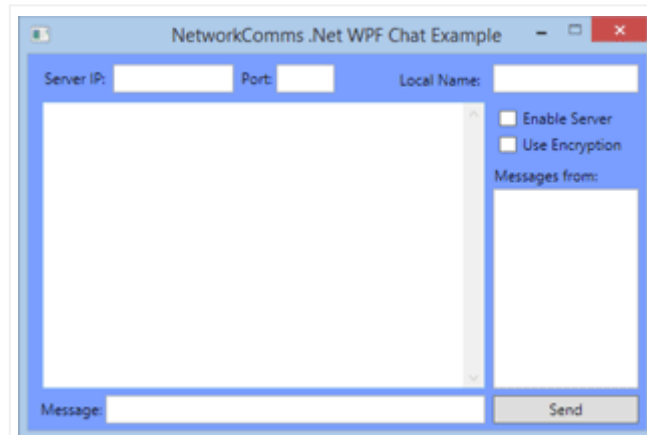 NetworkComms .Net WPF Chat Example
Server IP: Port: Local Name:
Enable Server
Use Encryption
Messages from:
Message: Send